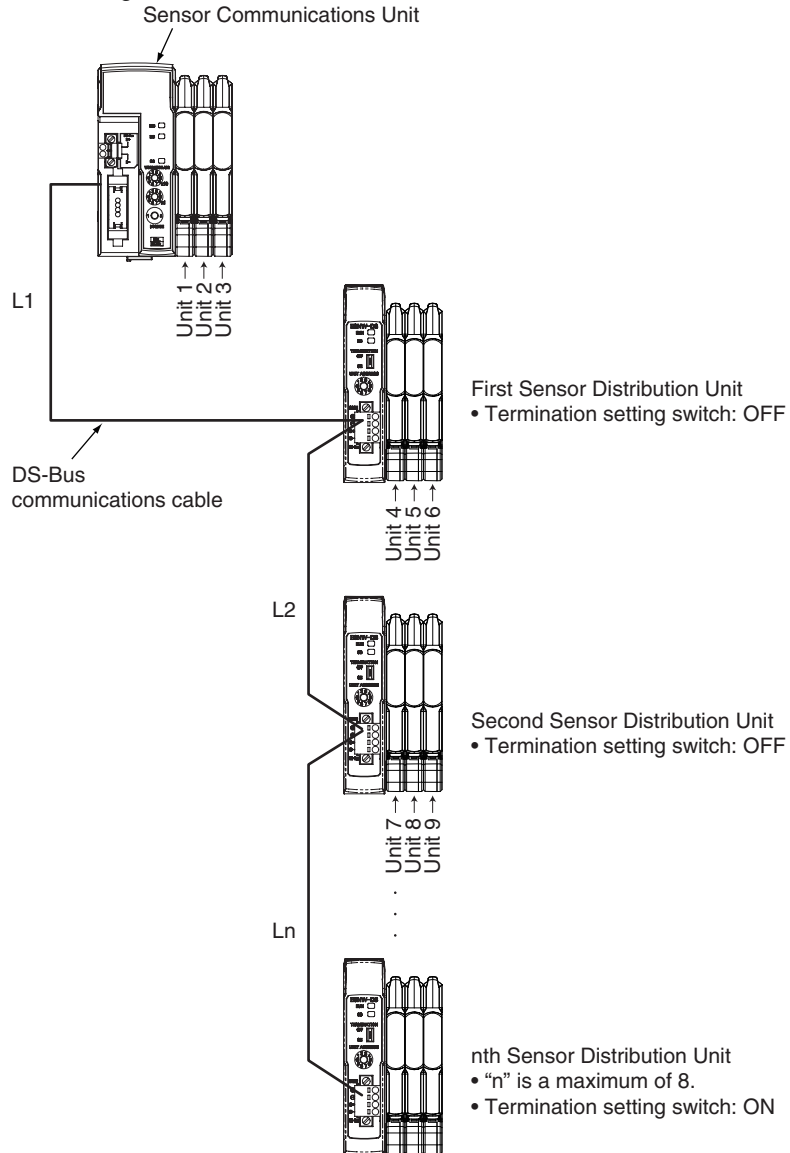 Sensor Communications Unit
L1
Unit 1
Unit 2
Unit 3
First Sensor Distribution Unit
• Termination setting switch: OFF
DS-Bus
communications cable
Unit 4
Unit 5
Unit 6
L2
Second Sensor Distribution Unit
• Termination setting switch: OFF
Unit 7
Unit 8
Unit 9
Ln
nth Sensor Distribution Unit
• “n” is a maximum of 8.
• Termination setting switch: ON